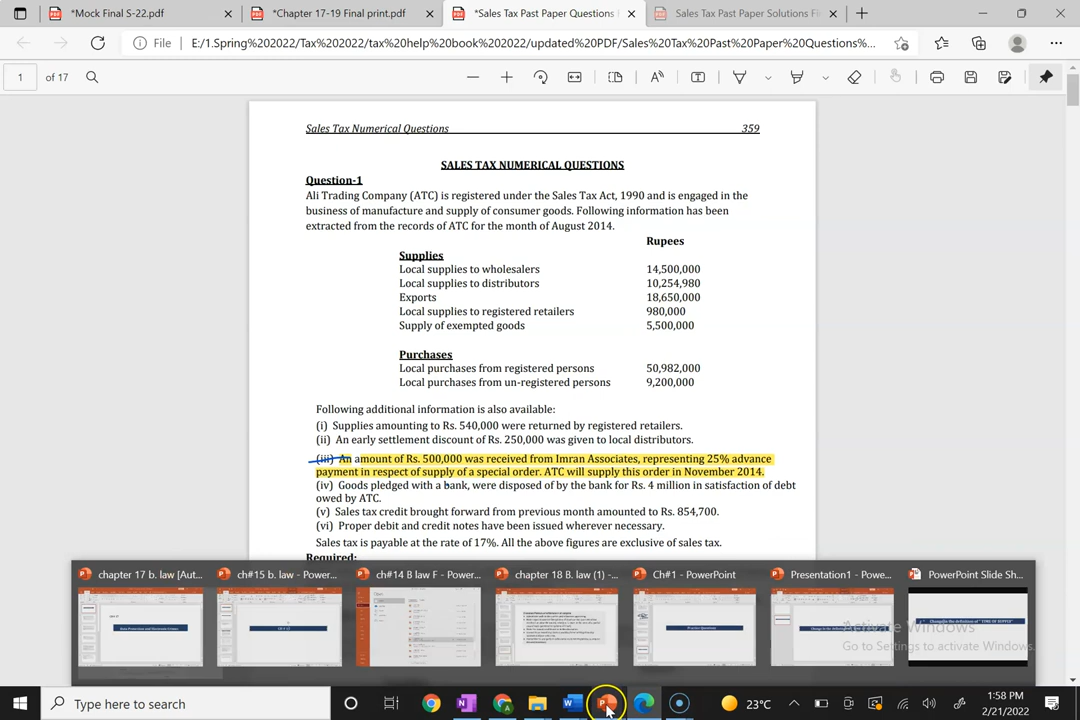 *Mock Final S-22.pdf
*Chapter 17-19 Final print.pdf
*Sales Tax Past Paper Questions
Sales Tax Past Paper Solutions Fi
File
E:/1.Spring%202022/Tax%202022/tax%20help%20book%202022/updated%20PDF/Sales%20Tax%20Past%20Paper%20Questions%...
1
of 17
Sales Tax Numerical Questions 359
SALES TAX NUMERICAL QUESTIONS
Question-1
Ali Trading Company (ATC) is registered under the Sales Tax Act, 1990 and is engaged in the
business of manufacture and supply of consumer goods. Following information has been
extracted from the records of ATC for the month of August 2014.
Rupees
Supplies
Local supplies to wholesalers 14,500,000
Local supplies to distributors 10,254,980
Exports 18,650,000
Local supplies to registered retailers 980,000
Supply of exempted goods 5,500,000
Purchases
Local purchases from registered persons 50,982,000
Local purchases from un-registered persons 9,200,000
Following additional information is also available:
(i) Supplies amounting to Rs. 540,000 were returned by registered retailers.
(ii) An early settlement discount of Rs. 250,000 was given to local distributors.
(iii) An amount of Rs. 500,000 was received from Imran Associates, representing 25% advance
payment in respect of supply of a special order. ATC will supply this order in November 2014.
(iv) Goods pledged with a bank, were disposed of by the bank for Rs. 4 million in satisfaction of debt
owed by ATC.
(v) Sales tax credit brought forward from previous month amounted to Rs. 854,700.
(vi) Proper debit and credit notes have been issued wherever necessary.
Sales tax is payable at the rate of 17%. All the above figures are exclusive of sales tax.
Required:
chapter 17 b. law [Aut...
ch#15 b. law - Power...
ch#14 B law F - Power...
chapter 18 B. law (1) -...
Ch#1 - PowerPoint
Presentation1 - Powe...
PowerPoint Slide Sh...
Practice Questions
Activate Windows
Go to Settings to activate Windows.
Type here to search
23°C
1:58 PM
2/21/2022